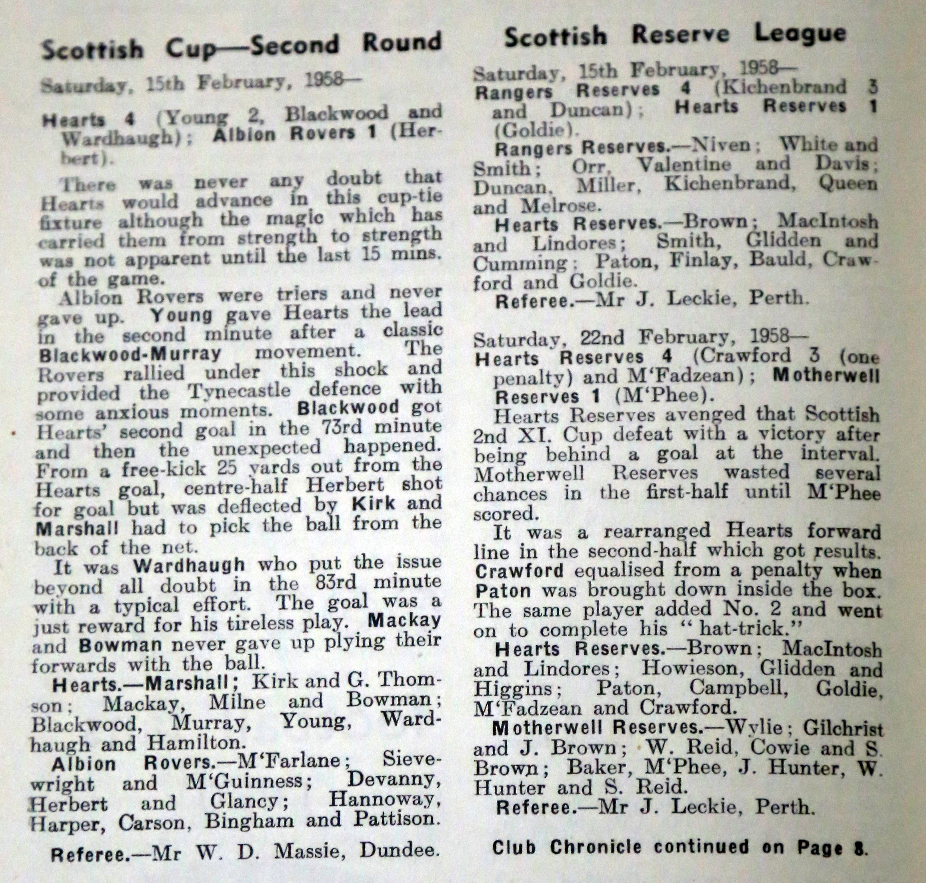 Scottish Cup—Second Round
Saturday, 15th February, 1958—
Hearts 4 (Young 2, Blackwood and
Wardhaugh); Albion Rovers 1 (Her-
bert).
There was never any doubt that
Hearts would advance in this cup-tie
fixture although the magic which has
carried them from strength to strength
was not apparent until the last 15 mins.
of the game.
Albion Rovers were triers and never
gave up. Young gave Hearts the lead
in the second minute after a classic
Blackwood-Murray movement. The
Rovers rallied under this shock and
provided the Tynecastle defence with
some anxious moments. Blackwood got
Hearts' second goal in the 73rd minute
and then the unexpected happened.
From a free-kick 25 yards out from the
Hearts goal, centre-half Herbert shot
for goal but was deflected by Kirk and
Marshall had to pick the ball from the
back of the net.
It was Wardhaugh who put the issue
beyond all doubt in the 83rd minute
with a typical effort. The goal was a
just reward for his tireless play. Mackay
and Bowman never gave up plying their
forwards with the ball.
Hearts.—Marshall; Kirk and G. Thom-
son; Mackay, Milne and Bowman;
Blackwood, Murray, Young, Ward-
haugh and Hamilton.
Albion Rovers.—M'Farlane; Sieve-
wright and M'Guinness; Devanny,
Herbert and Glancy; Hannoway,
Harper, Carson, Bingham and Pattison.
Referee.—Mr W. D. Massie, Dundee.
Scottish Reserve League
Saturday, 15th February, 1958—
Rangers Reserves 4 (Kichenbrand 3
and Duncan); Hearts Reserves 1
(Goldie).
Rangers Reserves.—Niven; White and
Smith; Orr, Valentine and Davis;
Duncan, Miller, Kichenbrand, Queen
and Melrose.
Hearts Reserves.—Brown; MacIntosh
and Lindores; Smith, Glidden and
Cumming; Paton, Finlay, Bauld, Craw-
ford and Goldie.
Referee.—Mr J. Leckie, Perth.
Saturday, 22nd February, 1958—
Hearts Reserves 4 (Crawford 3 (one
penalty) and M'Fadzean); Motherwell
Reserves 1 (M'Phee).
Hearts Reserves avenged that Scottish
2nd XI. Cup defeat with a victory after
being behind a goal at the interval.
Motherwell Reserves wasted several
chances in the first-half until M'Phee
scored.
It was a rearranged Hearts forward
line in the second-half which got results.
Crawford equalised from a penalty when
Paton was brought down inside the box.
The same player added No. 2 and went
on to complete his "hat-trick."
Hearts Reserves.—Brown; MacIntosh
and Lindores; Howieson, Glidden and
Higgins; Paton, Campbell, Goldie,
M'Fadzean and Crawford.
Motherwell Reserves.—Wylie; Gilchrist
and J. Brown; W. Reid, Cowie and S.
Brown; Baker, M'Phee, J. Hunter, W.
Hunter and S. Reid.
Referee.—Mr J. Leckie, Perth.
Club Chronicle continued on Page 8.